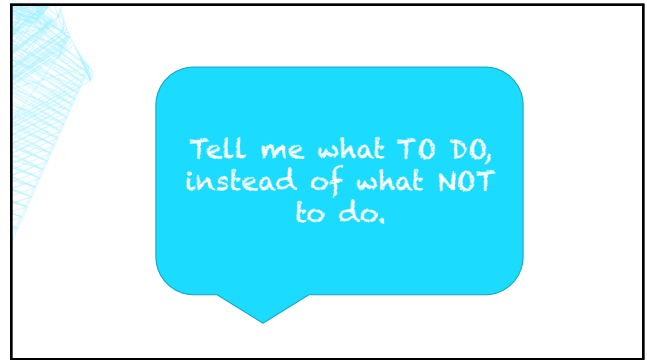 Tell me what TO DO,
instead of what NOT
to do.